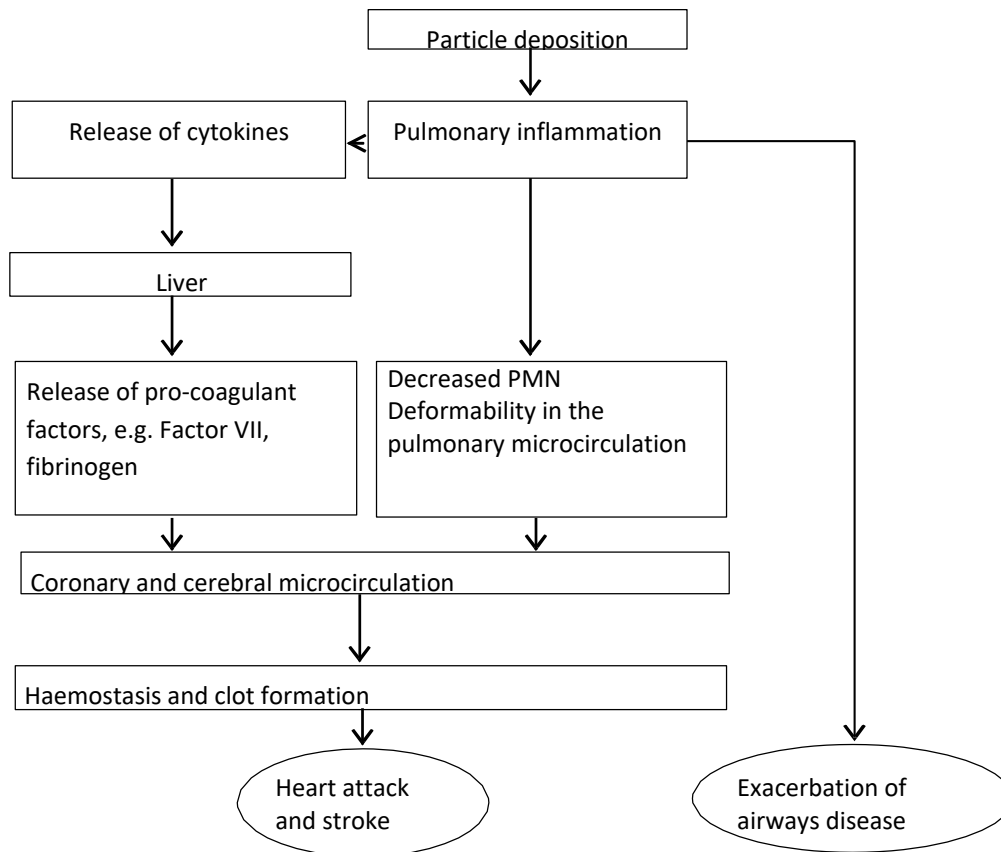 Particle deposition
Release of cytokines
Pulmonary inflammation
Liver
Release of pro-coagulant
factors, e.g. Factor VII,
fibrinogen
Decreased PMN
Deformability in the
pulmonary microcirculation
Coronary and cerebral microcirculation
Haemostasis and clot formation
Heart attack
and stroke
Exacerbation of
airways disease